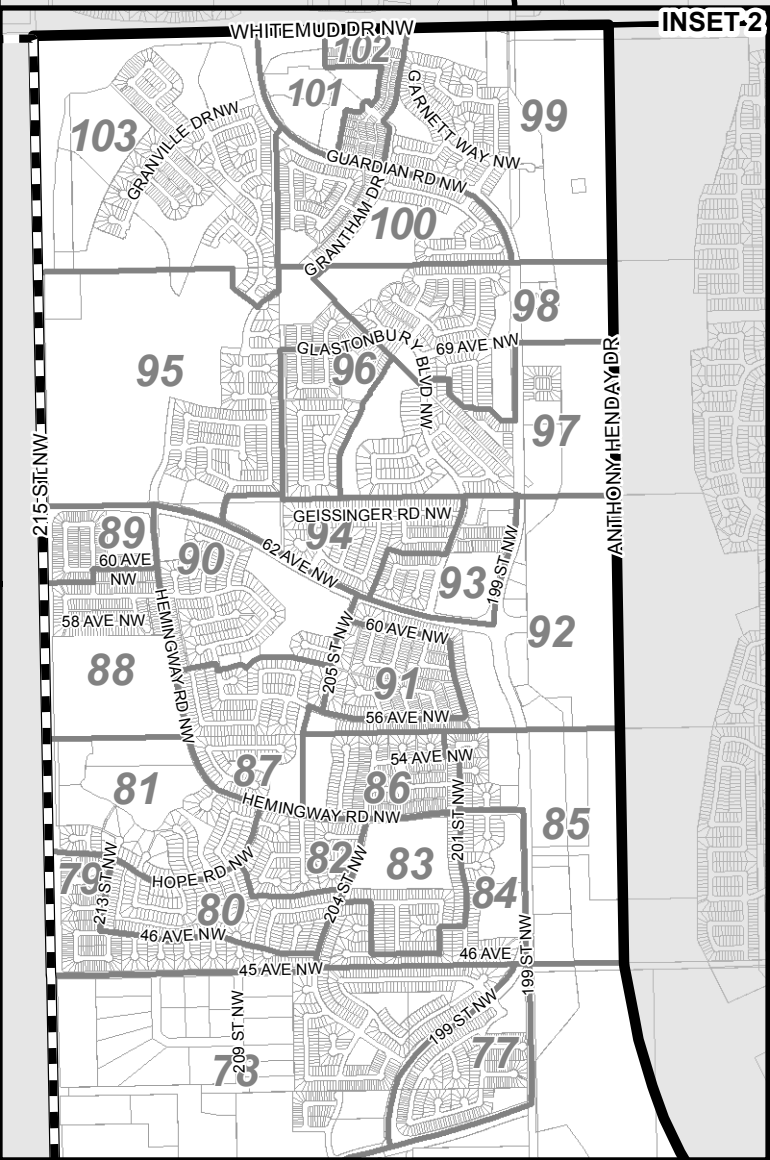 INSET 2
WHITEMUD DR NW
102
101
GARNETT WAY NW
99
103
GRANVILLE DRNW
GUARDIAN RD NW
GRANTHAM DR
100
98
GLASTONBURY BLVD NW
69 AVE NW
96
95
ANTHONY HENDAY DR
97
215 ST NW
GEISSINGER RD NW
94
89
60 AVE
NW
90
62 AVE NW
93
199 ST NW
58 AVE NW
HEMINGWAY RD NW
60 AVE NW
92
205 ST NW
88
91
56 AVE NW
54 AVE NW
87
81
86
HEMINGWAY RD NW
201 ST NW
85
82
83
79
213 ST NW
HOPE RD NW
204 ST NW
84
80
46 AVE NW
46 AVE
199 ST NW
45 AVE NW
209 ST NW
199 ST NW
77